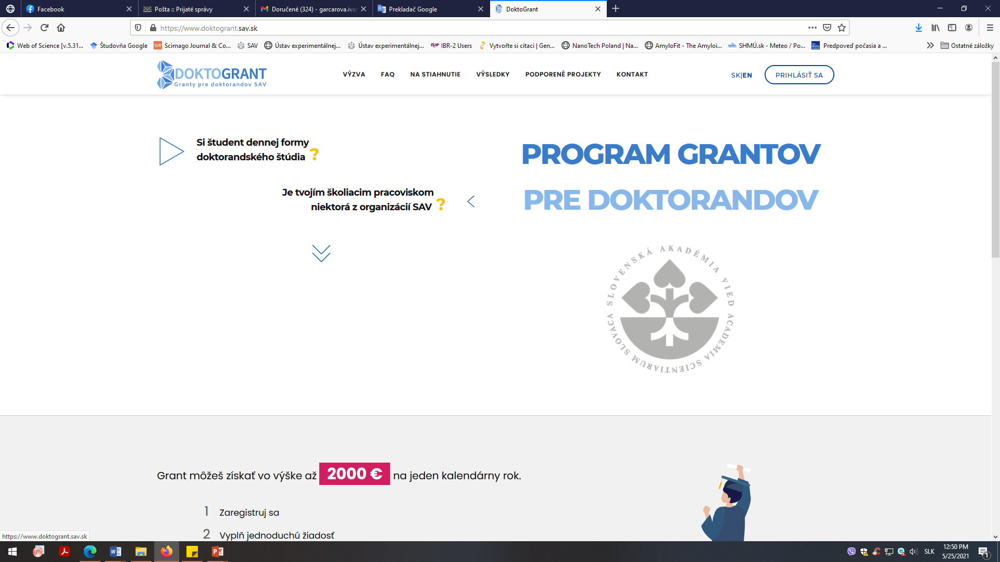 Facebook
Pošta :: Prijaté správy
Doručené (324) - garcarova.ivan
Prekladač Google
DoktoGrant
https://www.doktogrant.sav.sk
Web of Science [v.5.31...
Študovňa Google
SJR
Scimago Journal & Co...
SAV
Ústav experimentálnej...
Ústav experimentálnej...
IBR-2 Users
Vytvořte si citaci | Gen...
NanoTech Poland | Na...
AmyloFit - The Amyloi...
SHMÚ.sk - Meteo / Po...
Predpoveď počasia a ...
Ostatné záložky
DOKTOGRANT
Granty pre doktorandov SAV
VÝZVA
FAQ
NA STIAHNUTIE
VÝSLEDKY
PODPORENÉ PROJEKTY
KONTAKT
SK|EN
PRIHLÁSIŤ SA
Si študent dennej formy
doktorandského štúdia ?
Je tvojím školiacim pracoviskom
niektorá z organizácií SAV ?
PROGRAM GRANTOV
PRE DOKTORANDOV
SLOVENSKÁ AKADÉMIA VIED
ACADEMIA SCIENTIARUM SLOVACA
Grant môžeš získať vo výške až 2000 € na jeden kalendárny rok.
1 Zaregistruj sa
2 Vyplň jednoduchú žiadosť
https://www.doktogrant.sav.sk
SLK
12:50 PM
5/25/2021
1